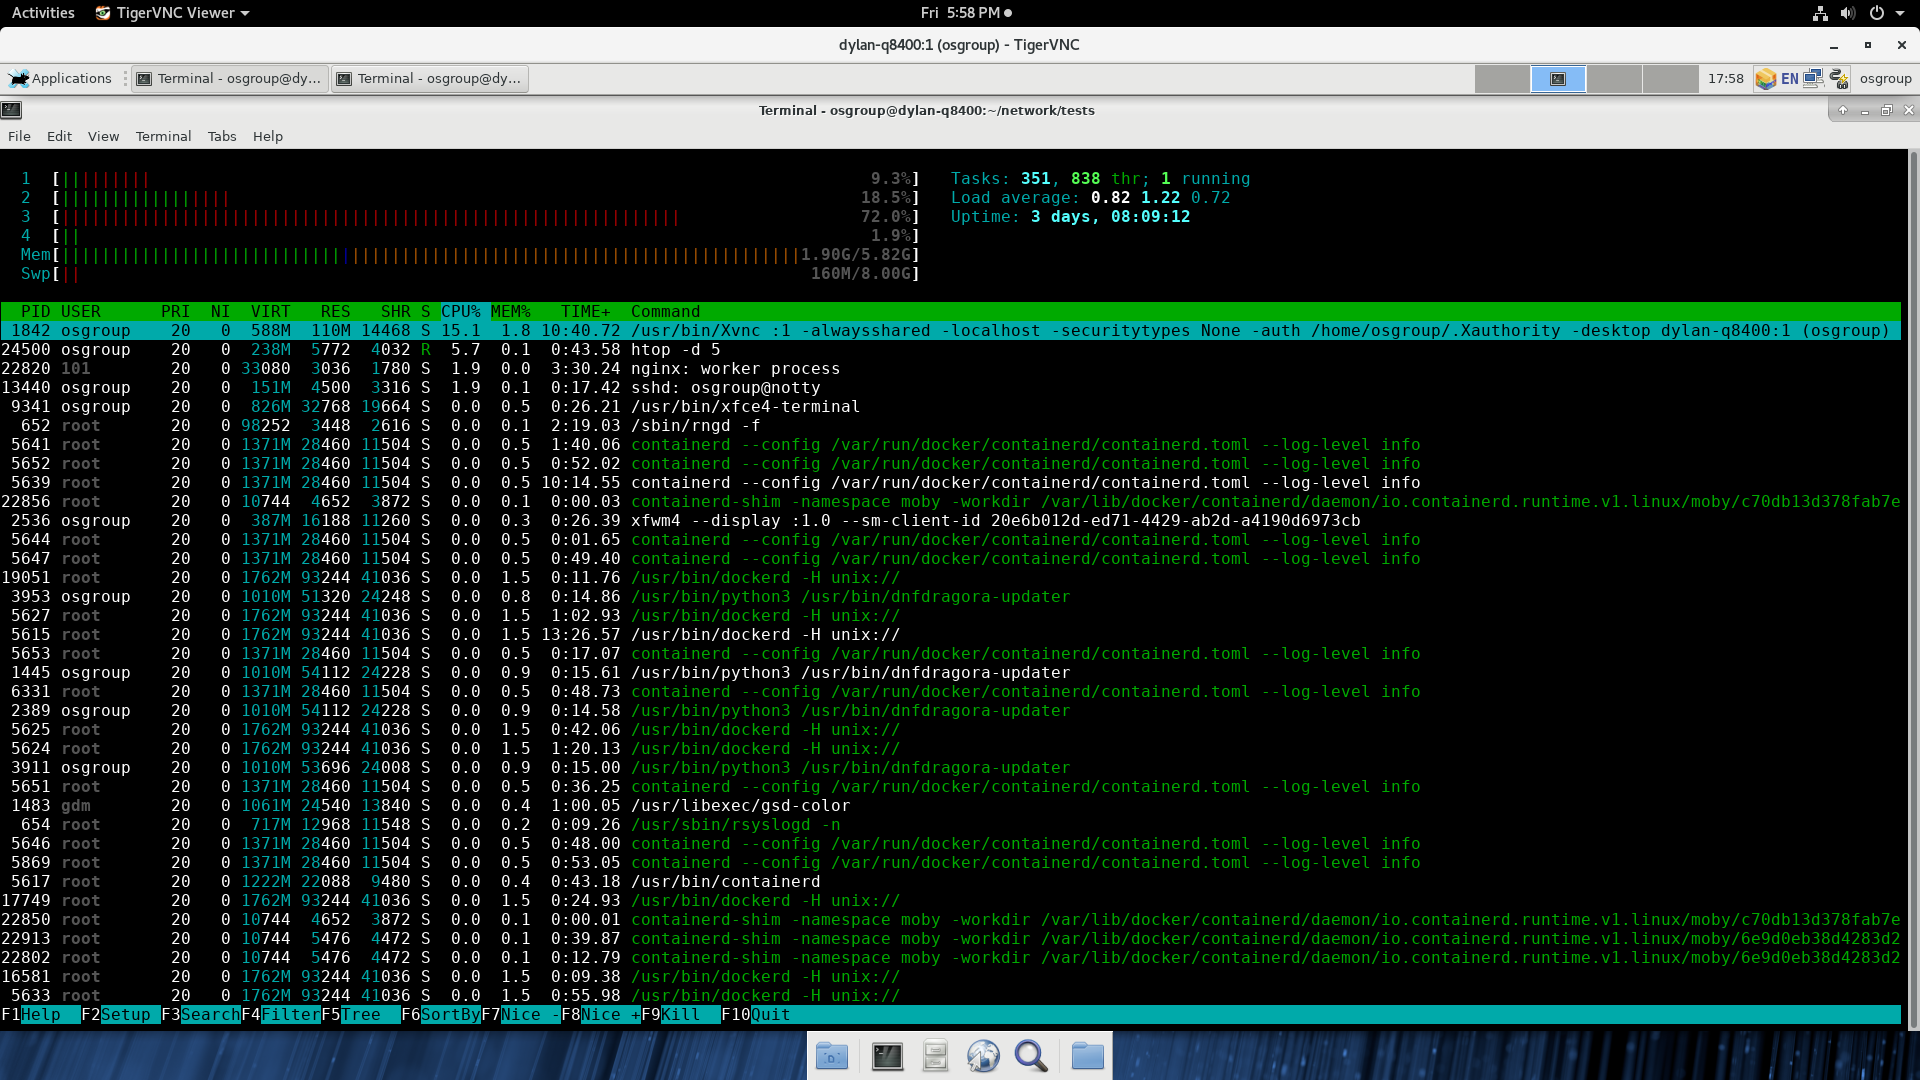 Activities TigerVNC Viewer Fri 5:58 PM
dylan-q8400:1 (osgroup) - TigerVNC
Applications Terminal - osgroup@dy... Terminal - osgroup@dy... 17:58 EN osgroup
Terminal - osgroup@dylan-q8400:~/network/tests
File Edit View Terminal Tabs Help
1 [||||||||| 9.3%] Tasks: 351, 838 thr; 1 running
2 [||||||||||||||||| 18.5%] Load average: 0.82 1.22 0.72
3 [|||||||||||||||||||||||||||||||||||||||||||||||||||||||||||||| 72.0%] Uptime: 3 days, 08:09:12
4 [|| 1.9%]
Mem[||||||||||||||||||||||||||||||||||||||||||||||||||||||||||||||||||||||||||1.90G/5.82G]
Swp[|| 160M/8.00G]
PID USER PRI NI VIRT RES SHR S CPU% MEM% TIME+ Command
1842 osgroup 20 0 588M 110M 14468 S 15.1 1.8 10:40.72 /usr/bin/Xvnc :1 -alwaysshared -localhost -securitytypes None -auth /home/osgroup/.Xauthority -desktop dylan-q8400:1 (osgroup)
24500 osgroup 20 0 238M 5772 4032 R 5.7 0.1 0:43.58 htop -d 5
22820 101 20 0 33080 3036 1780 S 1.9 0.0 3:30.24 nginx: worker process
13440 osgroup 20 0 151M 4500 3316 S 1.9 0.1 0:17.42 sshd: osgroup@notty
9341 osgroup 20 0 826M 32768 19664 S 0.0 0.5 0:26.21 /usr/bin/xfce4-terminal
652 root 20 0 98252 3448 2616 S 0.0 0.1 2:19.03 /sbin/rngd -f
5641 root 20 0 1371M 28460 11504 S 0.0 0.5 1:40.06 containerd --config /var/run/docker/containerd/containerd.toml --log-level info
5652 root 20 0 1371M 28460 11504 S 0.0 0.5 0:52.02 containerd --config /var/run/docker/containerd/containerd.toml --log-level info
5639 root 20 0 1371M 28460 11504 S 0.0 0.5 10:14.55 containerd --config /var/run/docker/containerd/containerd.toml --log-level info
22856 root 20 0 10744 4652 3872 S 0.0 0.1 0:00.03 containerd-shim -namespace moby -workdir /var/lib/docker/containerd/daemon/io.containerd.runtime.v1.linux/moby/c70db13d378fab7e
2536 osgroup 20 0 387M 16188 11260 S 0.0 0.3 0:26.39 xfwm4 --display :1.0 --sm-client-id 20e6b012d-ed71-4429-ab2d-a4190d6973cb
5644 root 20 0 1371M 28460 11504 S 0.0 0.5 0:01.65 containerd --config /var/run/docker/containerd/containerd.toml --log-level info
5647 root 20 0 1371M 28460 11504 S 0.0 0.5 0:49.40 containerd --config /var/run/docker/containerd/containerd.toml --log-level info
19051 root 20 0 1762M 93244 41036 S 0.0 1.5 0:11.76 /usr/bin/dockerd -H unix://
3953 osgroup 20 0 1010M 51320 24248 S 0.0 0.8 0:14.86 /usr/bin/python3 /usr/bin/dnfdragora-updater
5627 root 20 0 1762M 93244 41036 S 0.0 1.5 1:02.93 /usr/bin/dockerd -H unix://
5615 root 20 0 1762M 93244 41036 S 0.0 1.5 13:26.57 /usr/bin/dockerd -H unix://
5653 root 20 0 1371M 28460 11504 S 0.0 0.5 0:17.07 containerd --config /var/run/docker/containerd/containerd.toml --log-level info
1445 osgroup 20 0 1010M 54112 24228 S 0.0 0.9 0:15.61 /usr/bin/python3 /usr/bin/dnfdragora-updater
6331 root 20 0 1371M 28460 11504 S 0.0 0.5 0:48.73 containerd --config /var/run/docker/containerd/containerd.toml --log-level info
2389 osgroup 20 0 1010M 54112 24228 S 0.0 0.9 0:14.58 /usr/bin/python3 /usr/bin/dnfdragora-updater
5625 root 20 0 1762M 93244 41036 S 0.0 1.5 0:42.06 /usr/bin/dockerd -H unix://
5624 root 20 0 1762M 93244 41036 S 0.0 1.5 1:20.13 /usr/bin/dockerd -H unix://
3911 osgroup 20 0 1010M 53696 24008 S 0.0 0.9 0:15.00 /usr/bin/python3 /usr/bin/dnfdragora-updater
5651 root 20 0 1371M 28460 11504 S 0.0 0.5 0:36.25 containerd --config /var/run/docker/containerd/containerd.toml --log-level info
1483 gdm 20 0 1061M 24540 13840 S 0.0 0.4 1:00.05 /usr/libexec/gsd-color
654 root 20 0 717M 12968 11548 S 0.0 0.2 0:09.26 /usr/sbin/rsyslogd -n
5646 root 20 0 1371M 28460 11504 S 0.0 0.5 0:48.00 containerd --config /var/run/docker/containerd/containerd.toml --log-level info
5869 root 20 0 1371M 28460 11504 S 0.0 0.5 0:53.05 containerd --config /var/run/docker/containerd/containerd.toml --log-level info
5617 root 20 0 1222M 22088 9480 S 0.0 0.4 0:43.18 /usr/bin/containerd
17749 root 20 0 1762M 93244 41036 S 0.0 1.5 0:24.93 /usr/bin/dockerd -H unix://
22850 root 20 0 10744 4652 3872 S 0.0 0.1 0:00.01 containerd-shim -namespace moby -workdir /var/lib/docker/containerd/daemon/io.containerd.runtime.v1.linux/moby/c70db13d378fab7e
22913 root 20 0 10744 5476 4472 S 0.0 0.1 0:39.87 containerd-shim -namespace moby -workdir /var/lib/docker/containerd/daemon/io.containerd.runtime.v1.linux/moby/6e9d0eb38d4283d2
22802 root 20 0 10744 5476 4472 S 0.0 0.1 0:12.79 containerd-shim -namespace moby -workdir /var/lib/docker/containerd/daemon/io.containerd.runtime.v1.linux/moby/6e9d0eb38d4283d2
16581 root 20 0 1762M 93244 41036 S 0.0 1.5 0:09.38 /usr/bin/dockerd -H unix://
5633 root 20 0 1762M 93244 41036 S 0.0 1.5 0:55.98 /usr/bin/dockerd -H unix://
F1Help F2Setup F3SearchF4FilterF5Tree F6SortByF7Nice -F8Nice +F9Kill F10Quit